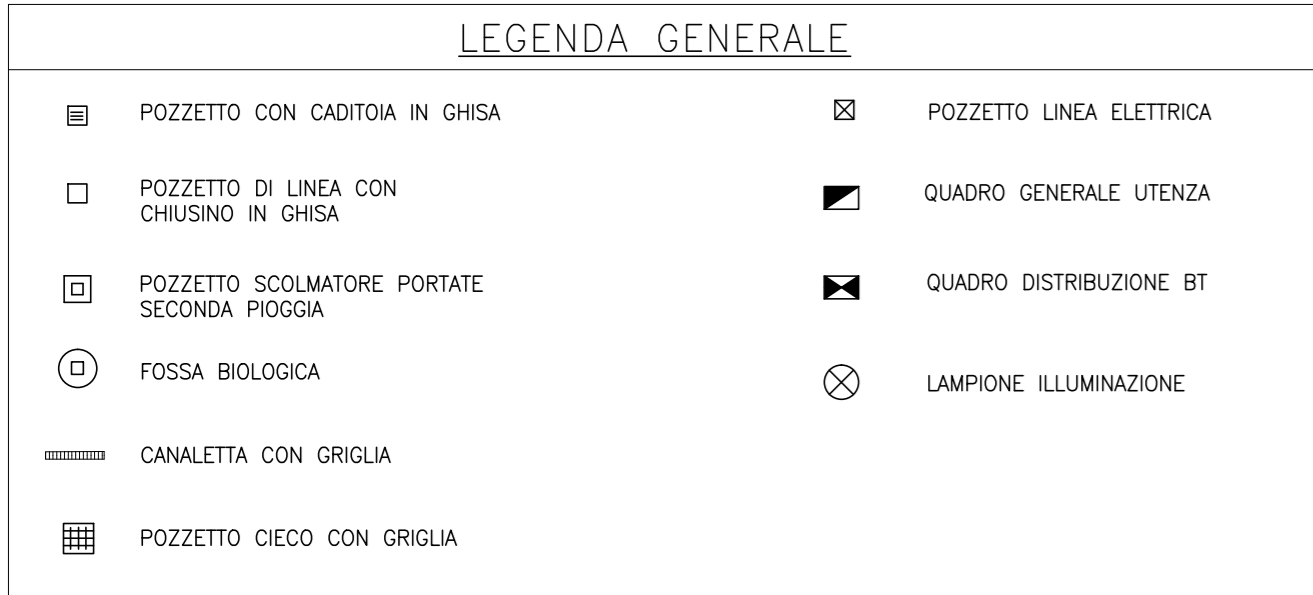 LEGENDA GENERALE
POZZETTO CON CADITOIA IN GHISA
POZZETTO DI LINEA CON
CHIUSINO IN GHISA
POZZETTO SCOLMATORE PORTATE
SECONDA PIOGGIA
FOSSA BIOLOGICA
CANALETTA CON GRIGLIA
POZZETTO CIECO CON GRIGLIA
POZZETTO LINEA ELETTRICA
QUADRO GENERALE UTENZA
QUADRO DISTRIBUZIONE BT
LAMPIONE ILLUMINAZIONE